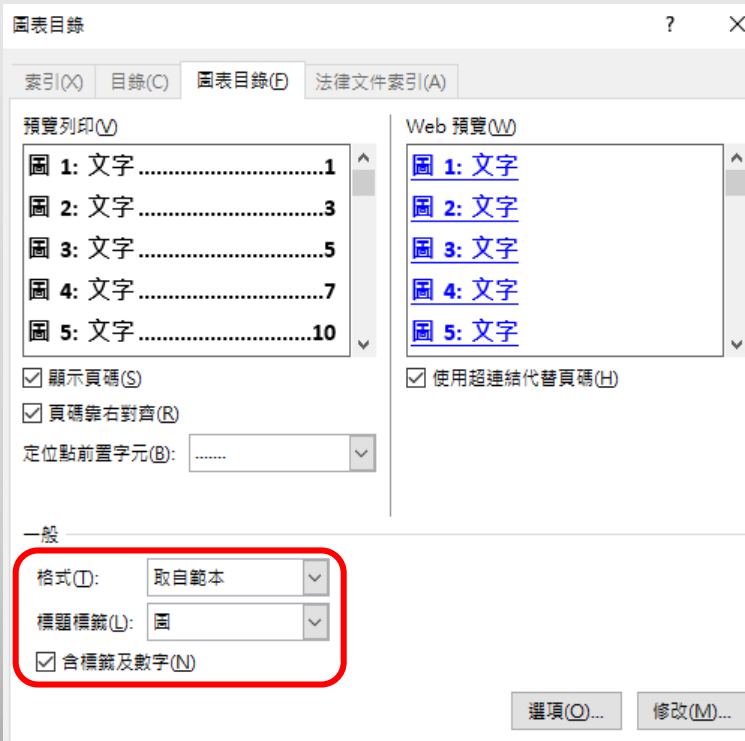 圖表目錄 ?
索引(X) 目錄(C) 圖表目錄(F) 法律文件索引(A)
預覽列印(V)
圖 1: 文字..............................1
圖 2: 文字..............................3
圖 3: 文字..............................5
圖 4: 文字..............................7
圖 5: 文字............................10
Web 預覽(W)
圖 1: 文字
圖 2: 文字
圖 3: 文字
圖 4: 文字
圖 5: 文字
顯示頁碼(S)
頁碼靠右對齊(R)
定位點前置字元(B): .......
使用超連結代替頁碼(H)
一般
格式(T): 取自範本
標題標籤(L): 圖
含標籤及數字(N)
選項(O)... 修改(M)...